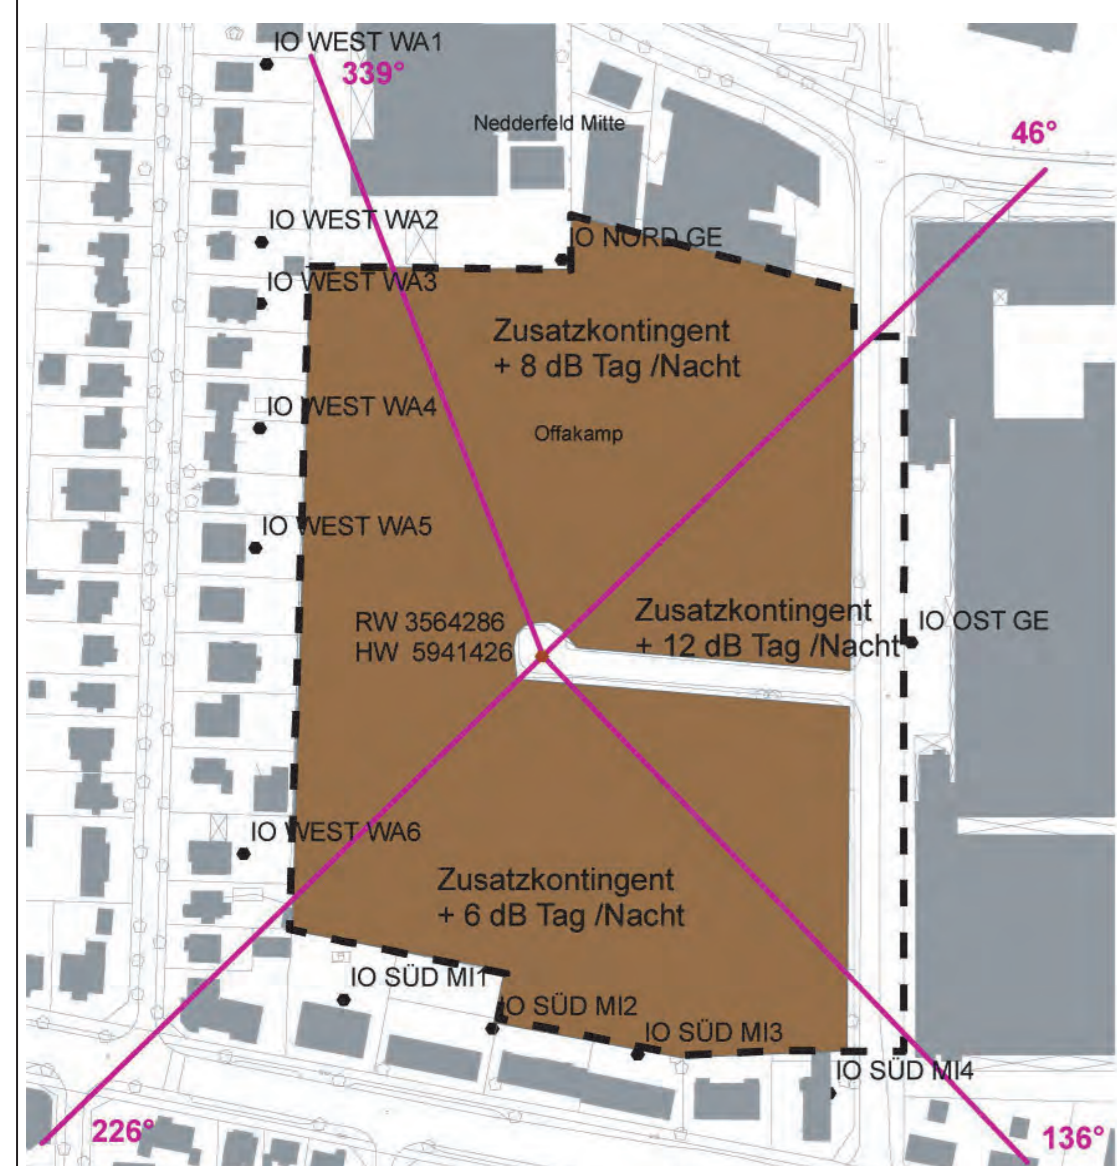 IO WEST WA1
339°
Nedderfeld Mitte
46°
IO WEST WA2
IO NORD GE
IO WEST WA3
Zusatzkontingent
+ 8 dB Tag /Nacht
IO WEST WA4
Offakamp
IO WEST WA5
RW 3564286
HW 5941426
Zusatzkontingent
+ 12 dB Tag /Nacht
IO OST GE
IO WEST WA6
Zusatzkontingent
+ 6 dB Tag /Nacht
IO SÜD MI1
IO SÜD MI2
IO SÜD MI3
IO SÜD MI4
226°
136°